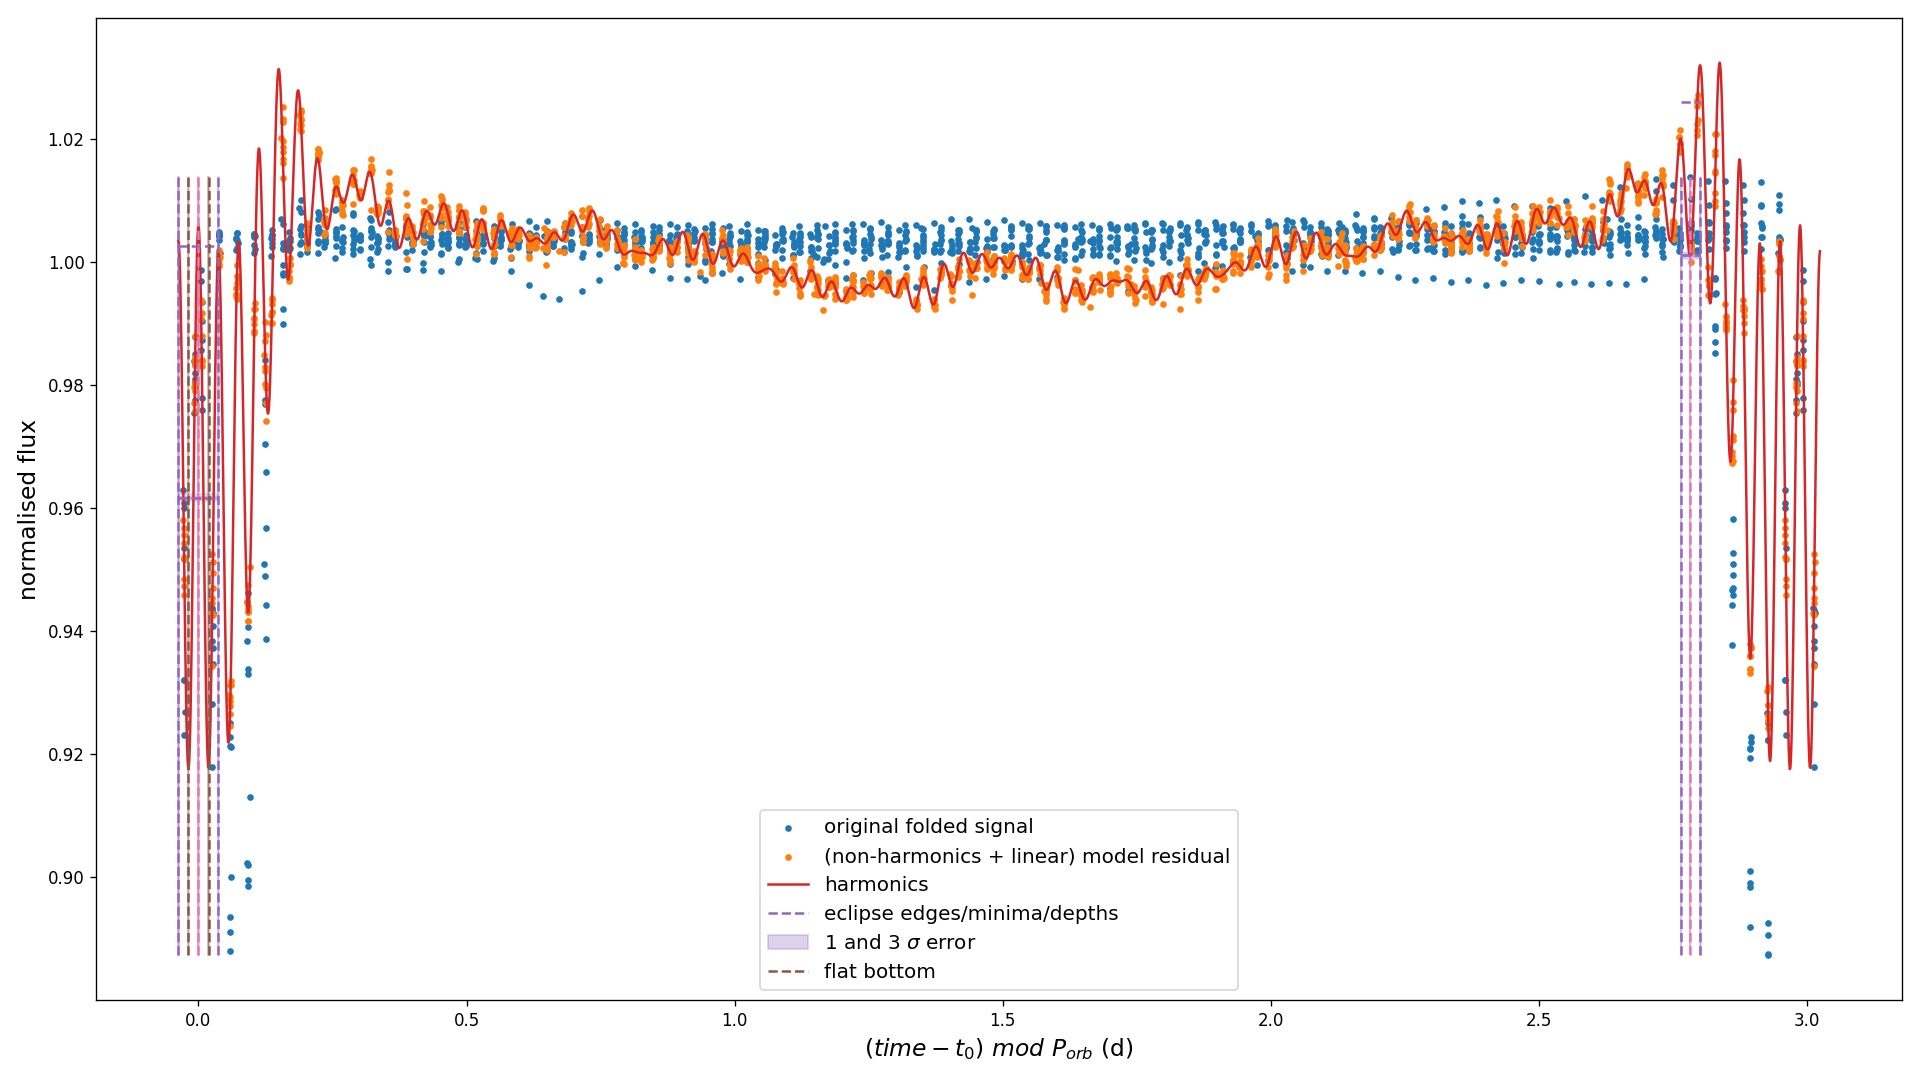 normalised flux
1.02
1.00
0.98
0.96
0.94
0.92
0.90
original folded signal
(non-harmonics + linear) model residual
harmonics
eclipse edges/minima/depths
1 and 3 σ error
flat bottom
0.0 0.5 1.0 1.5 2.0 2.5 3.0
(time − t₀) mod P_orb (d)